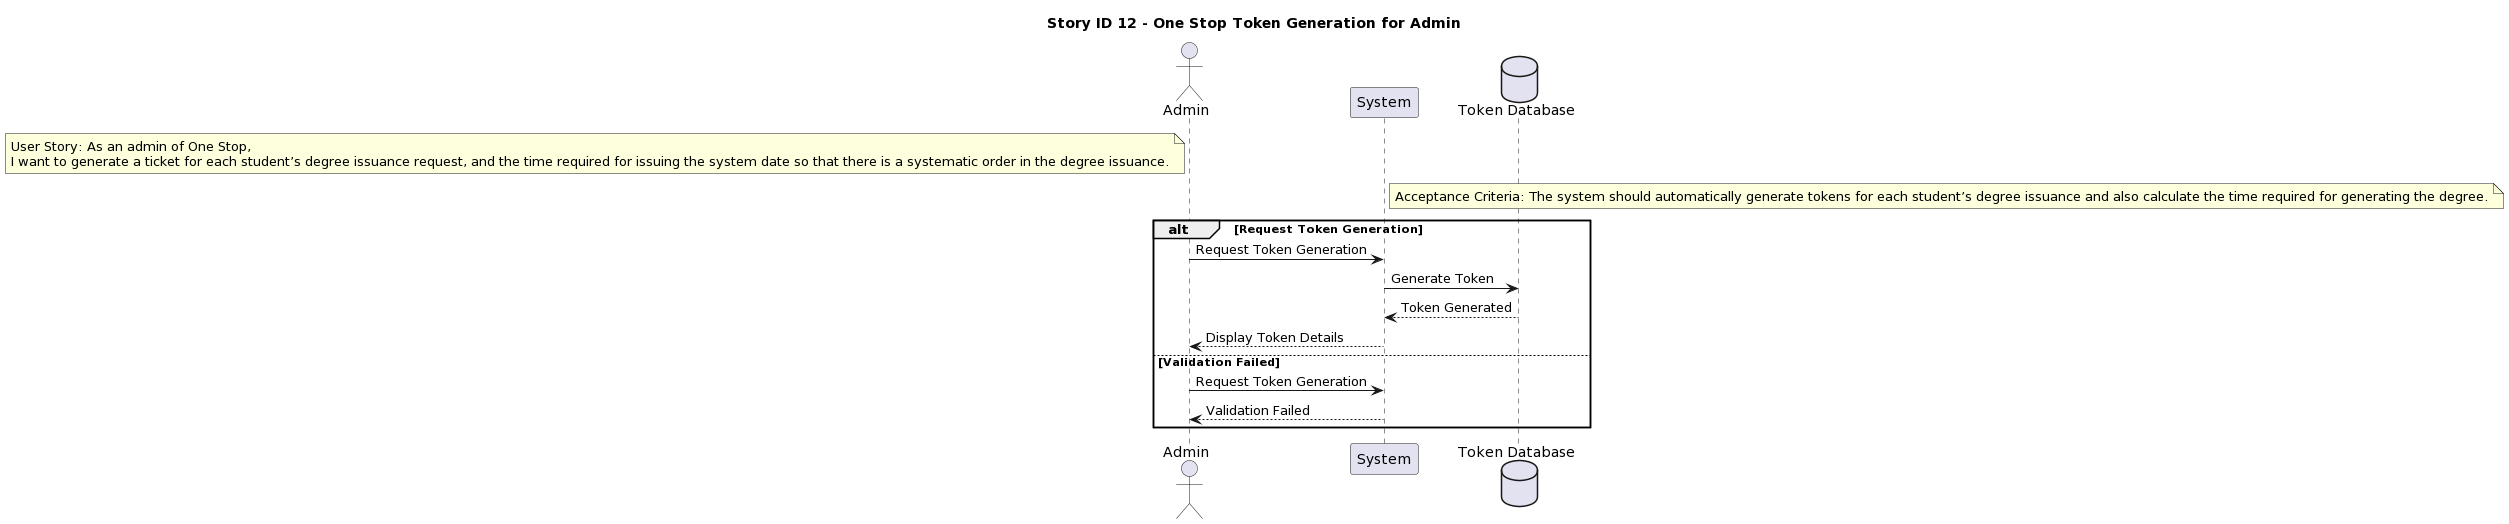 Story ID 12 - One Stop Token Generation for Admin
Admin
System
Token Database
User Story: As an admin of One Stop,
I want to generate a ticket for each student’s degree issuance request, and the time required for issuing the system date so that there is a systematic order in the degree issuance.
Acceptance Criteria: The system should automatically generate tokens for each student’s degree issuance and also calculate the time required for generating the degree.
alt [Request Token Generation]
Request Token Generation
Generate Token
Token Generated
Display Token Details
[Validation Failed]
Request Token Generation
Validation Failed
Admin
System
Token Database